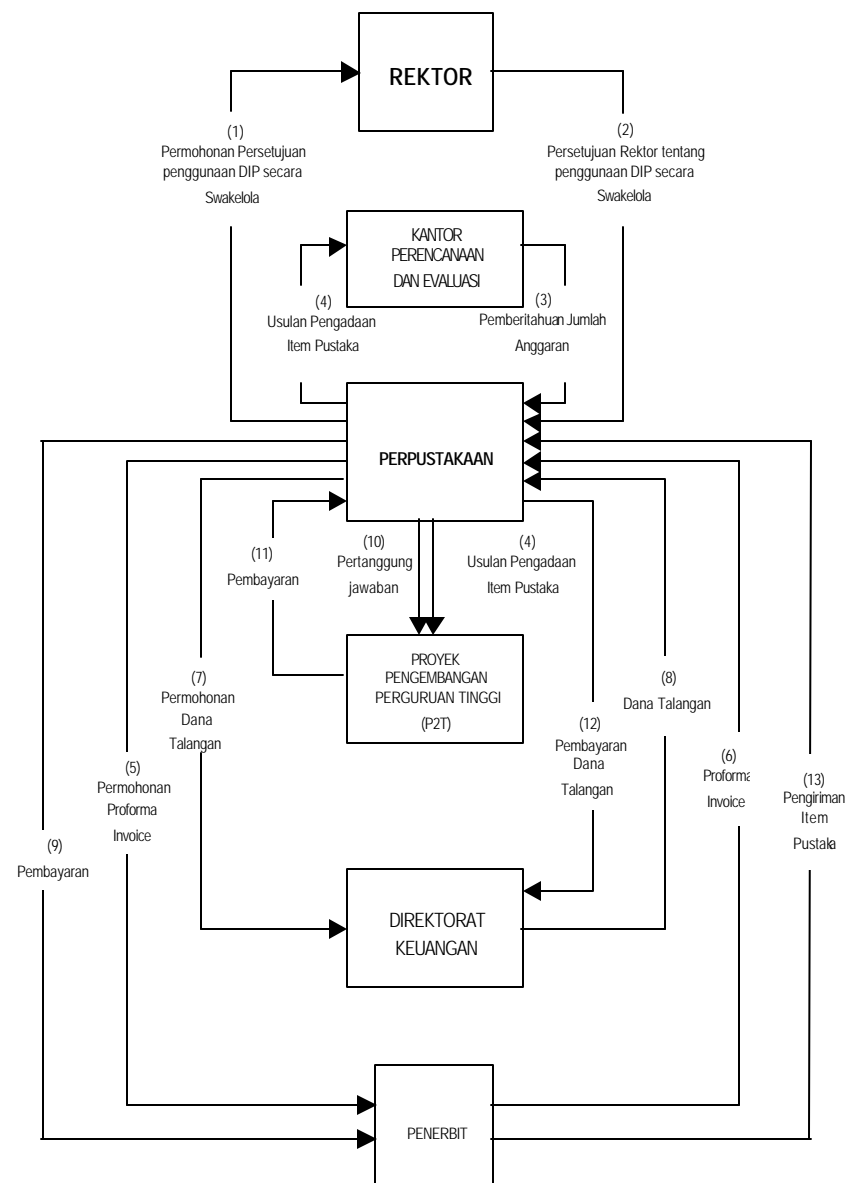 REKTOR
(1)
Permohonan Persetujuan
penggunaan DIP secara
Swakelola
(2)
Persetujuan Rektor tentang
penggunaan DIP secara
Swakelola
KANTOR
PERENCANAAN
DAN EVALUASI
(4)
Usulan Pengadaan
Item Pustaka
(3)
Pemberitahuan Jumlah
Anggaran
PERPUSTAKAAN
(11)
Pembayaran
(10)
Pertanggung
jawaban
(4)
Usulan Pengadaan
Item Pustaka
PROYEK
PENGEMBANGAN
PERGURUAN TINGGI
(P2T)
(7)
Permohonan
Dana
Talangan
(8)
Dana Talangan
(12)
Pembayaran
Dana
Talangan
(5)
Permohonan
Proforma
Invoice
(6)
Proforma
Invoice
(13)
Pengiriman
Item
Pustaka
(9)
Pembayaran
DIREKTORAT
KEUANGAN
PENERBIT